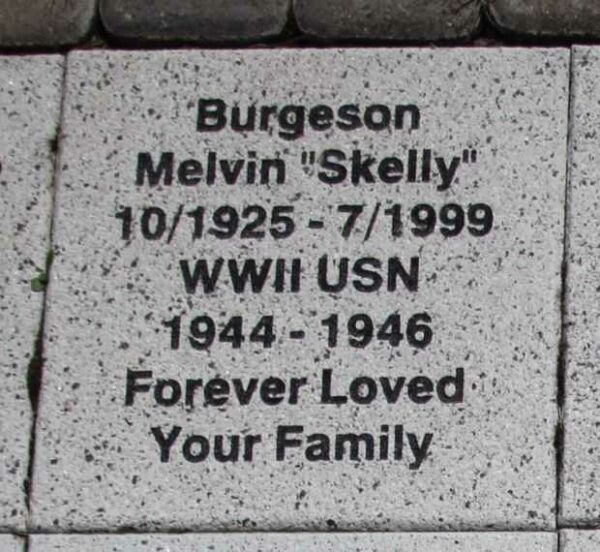 Burgeson
Melvin "Skelly"
10/1925 - 7/1999
WWII USN
1944 - 1946
Forever Loved
Your Family